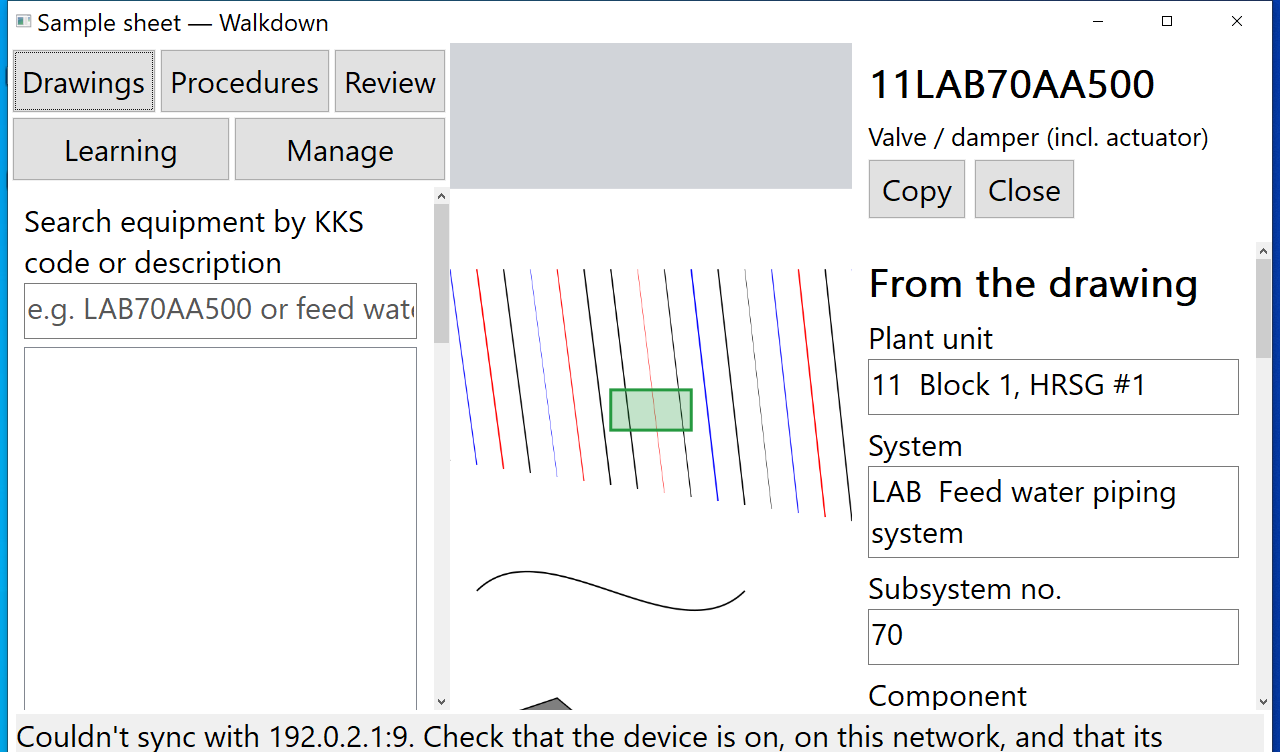 Sample sheet — Walkdown
Drawings Procedures Review
Learning Manage
Search equipment by KKS
code or description
e.g. LAB70AA500 or feed wate
11LAB70AA500
Valve / damper (incl. actuator)
Copy Close
From the drawing
Plant unit
11 Block 1, HRSG #1
System
LAB Feed water piping
system
Subsystem no.
70
Component
Couldn't sync with 192.0.2.1:9. Check that the device is on, on this network, and that its